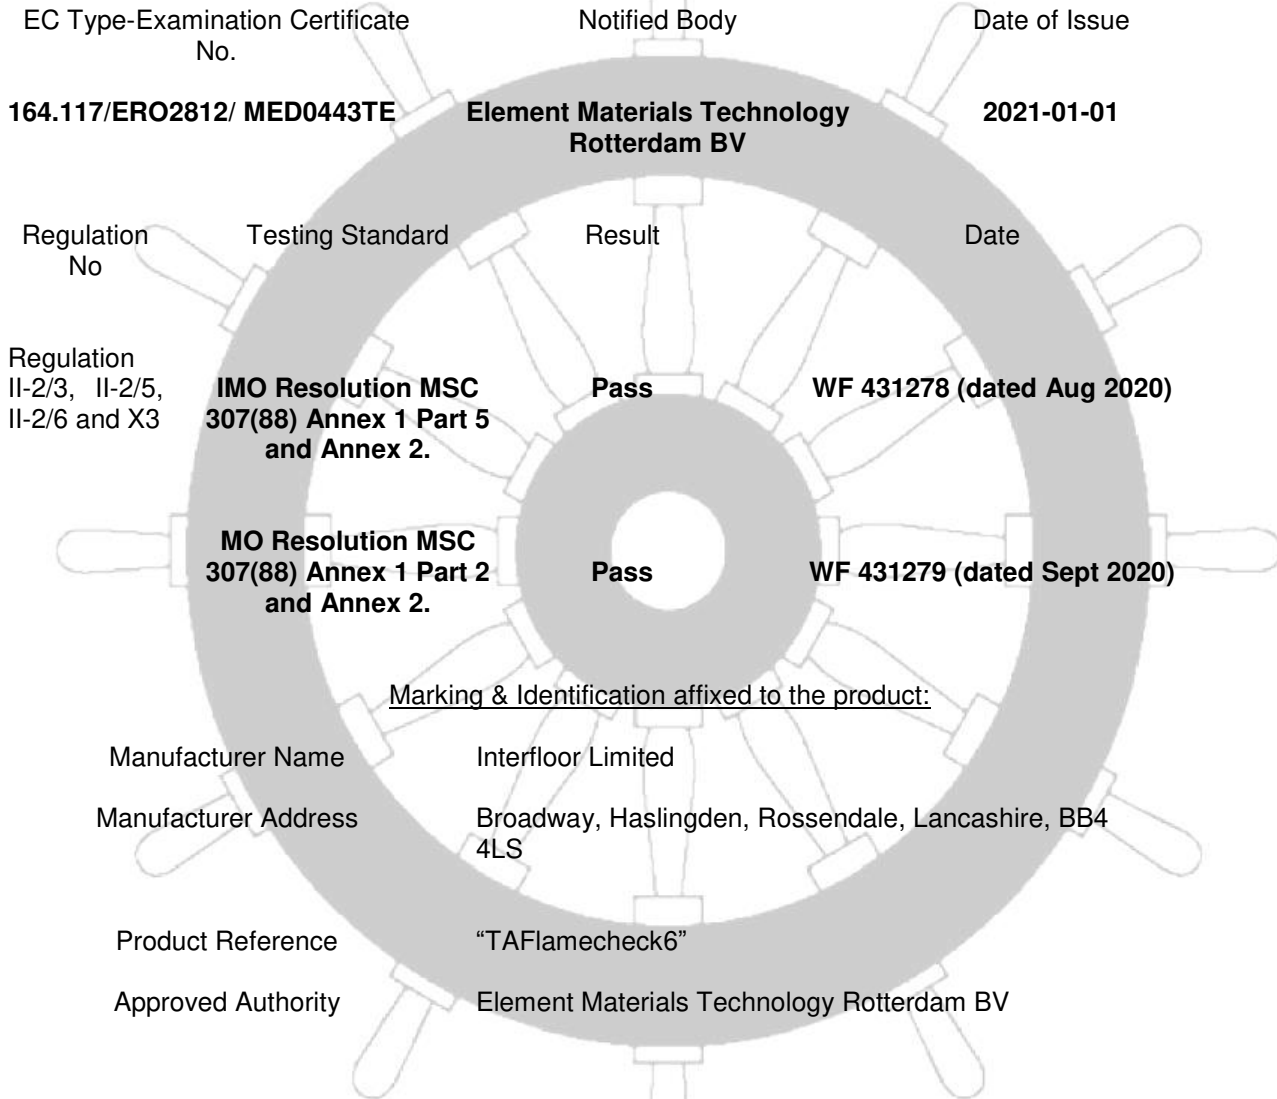 EC Type-Examination Certificate No. Notified Body Date of Issue
164.117/ERO2812/ MED0443TE Element Materials Technology Rotterdam BV 2021-01-01
Regulation No Testing Standard Result Date
Regulation
II-2/3, II-2/5, IMO Resolution MSC Pass WF 431278 (dated Aug 2020)
II-2/6 and X3 307(88) Annex 1 Part 5
and Annex 2.
MO Resolution MSC
307(88) Annex 1 Part 2 Pass WF 431279 (dated Sept 2020)
and Annex 2.
Marking & Identification affixed to the product:
Manufacturer Name Interfloor Limited
Manufacturer Address Broadway, Haslingden, Rossendale, Lancashire, BB4
4LS
Product Reference “TAFlamecheck6”
Approved Authority Element Materials Technology Rotterdam BV